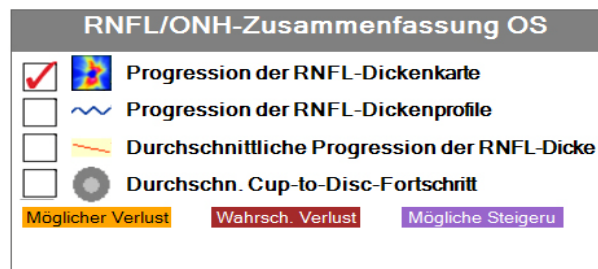 RNFL/ONH-Zusammenfassung OS
Progression der RNFL-Dickenkarte
Progression der RNFL-Dickenprofile
Durchschnittliche Progression der RNFL-Dicke
Durchschn. Cup-to-Disc-Fortschritt
Möglicher Verlust Wahrsch. Verlust Mögliche Steigeru